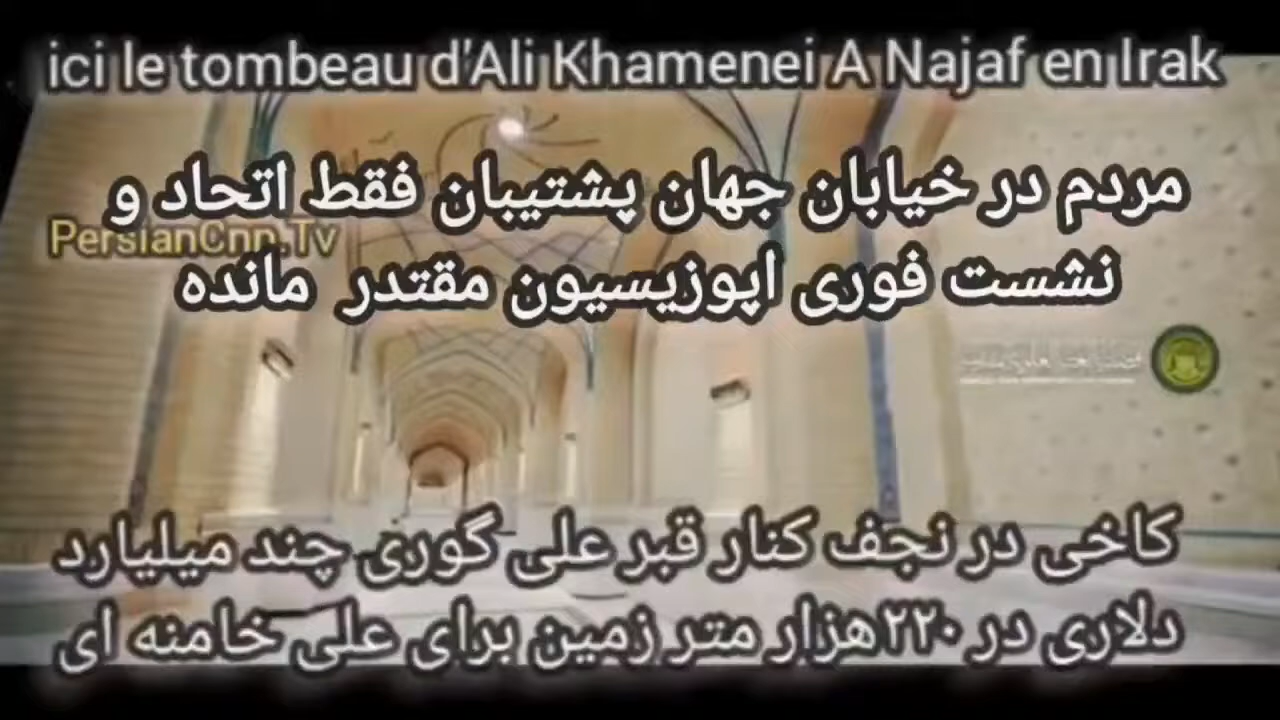 ici le tombeau d'Ali Khamenei A Najaf en Irak
مردم در خیابان جهان پشتیبان فقط اتحاد و
PersianCnn.Tv
نشست فوری اپوزیسیون مقتدر مانده
کاخی در نجف کنار قبر علی گوری چند میلیارد
دلاری در ۲۲۰هزار متر زمین برای علی خامنه ای